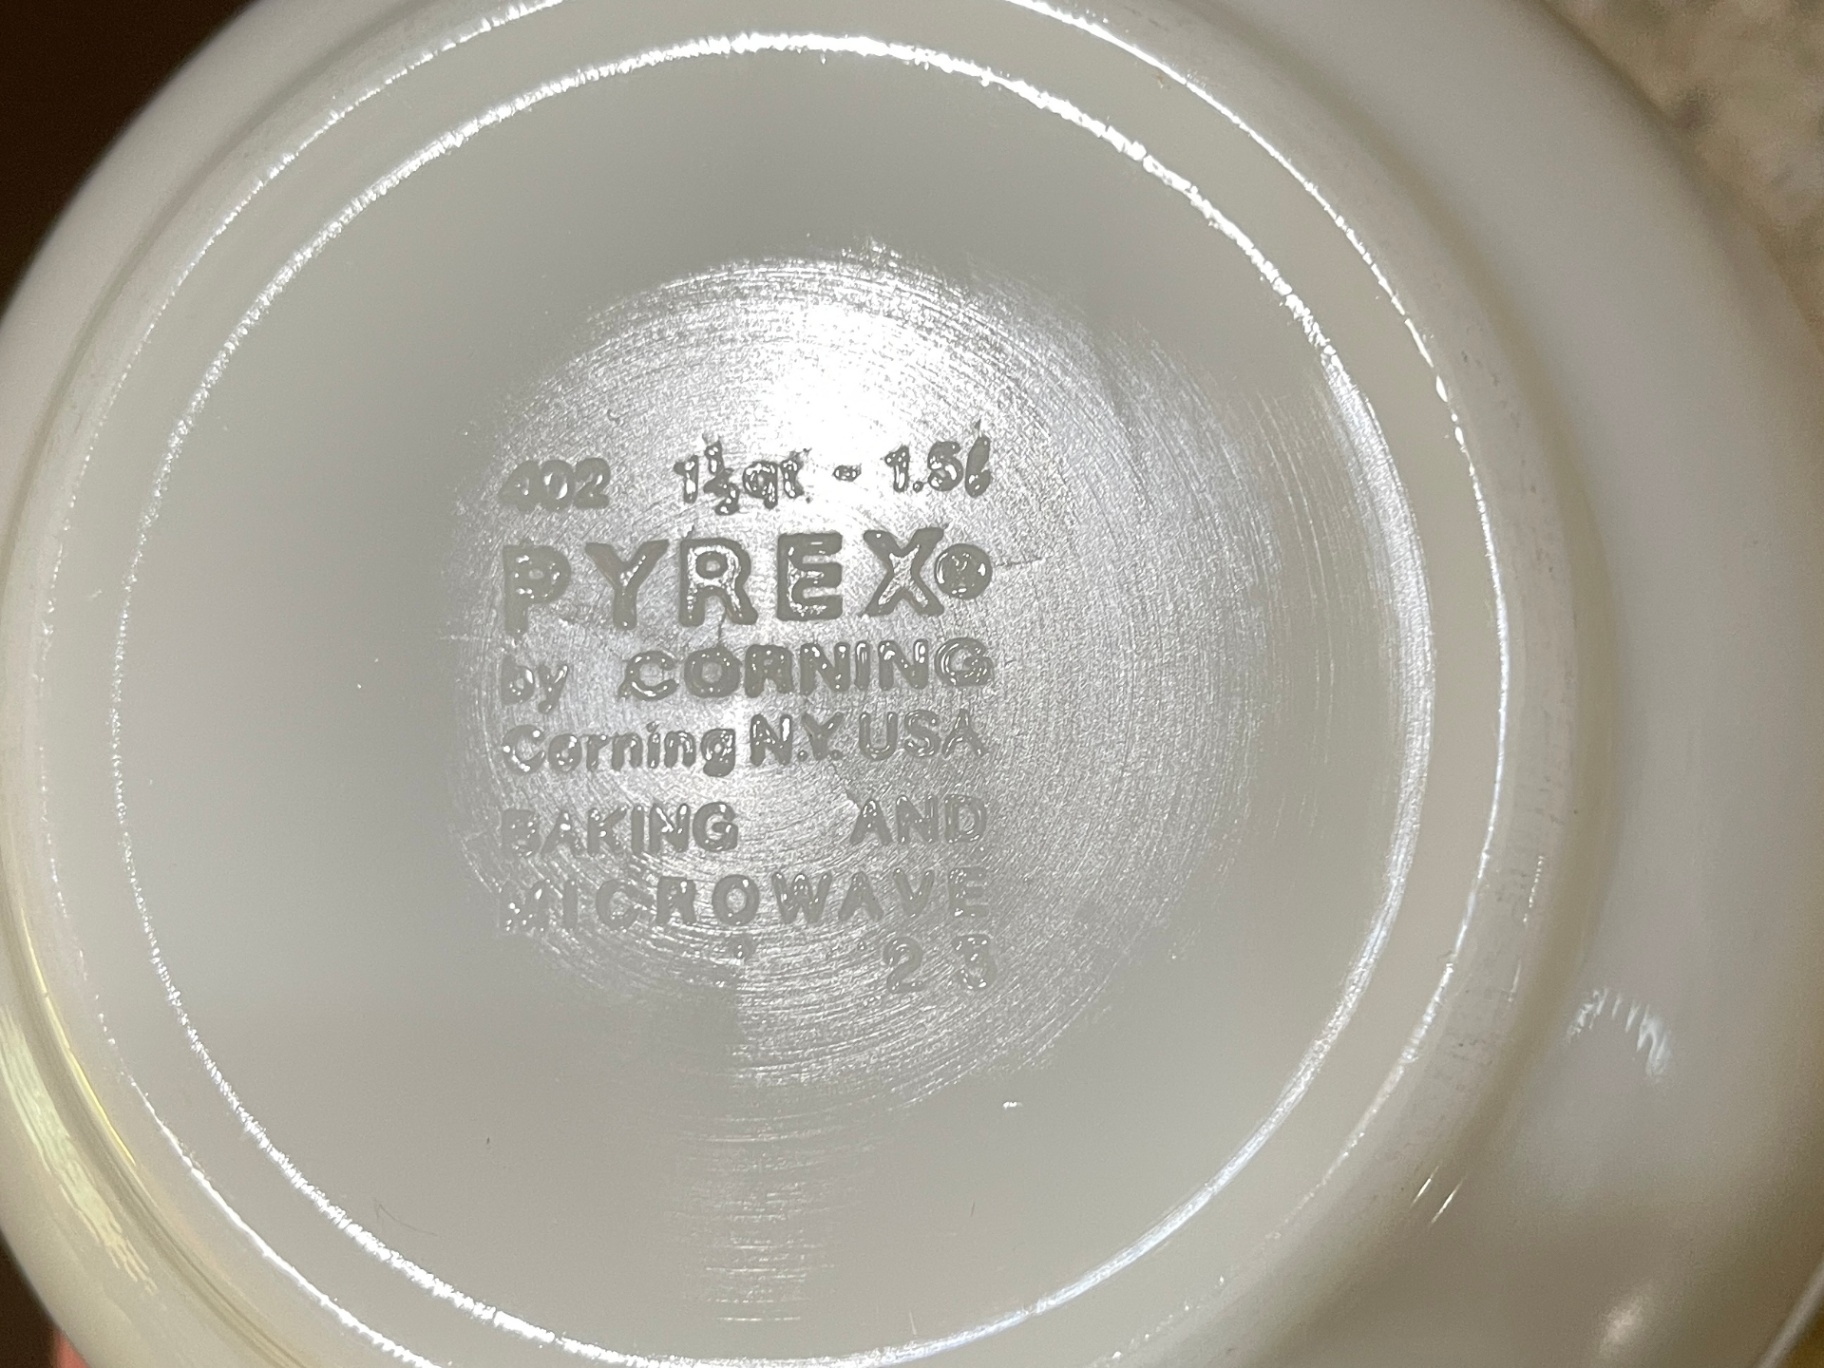 402 1½qt - 1.5ℓ
PYREX®
by CORNING
Corning N.Y. USA
BAKING AND
MICROWAVE
23